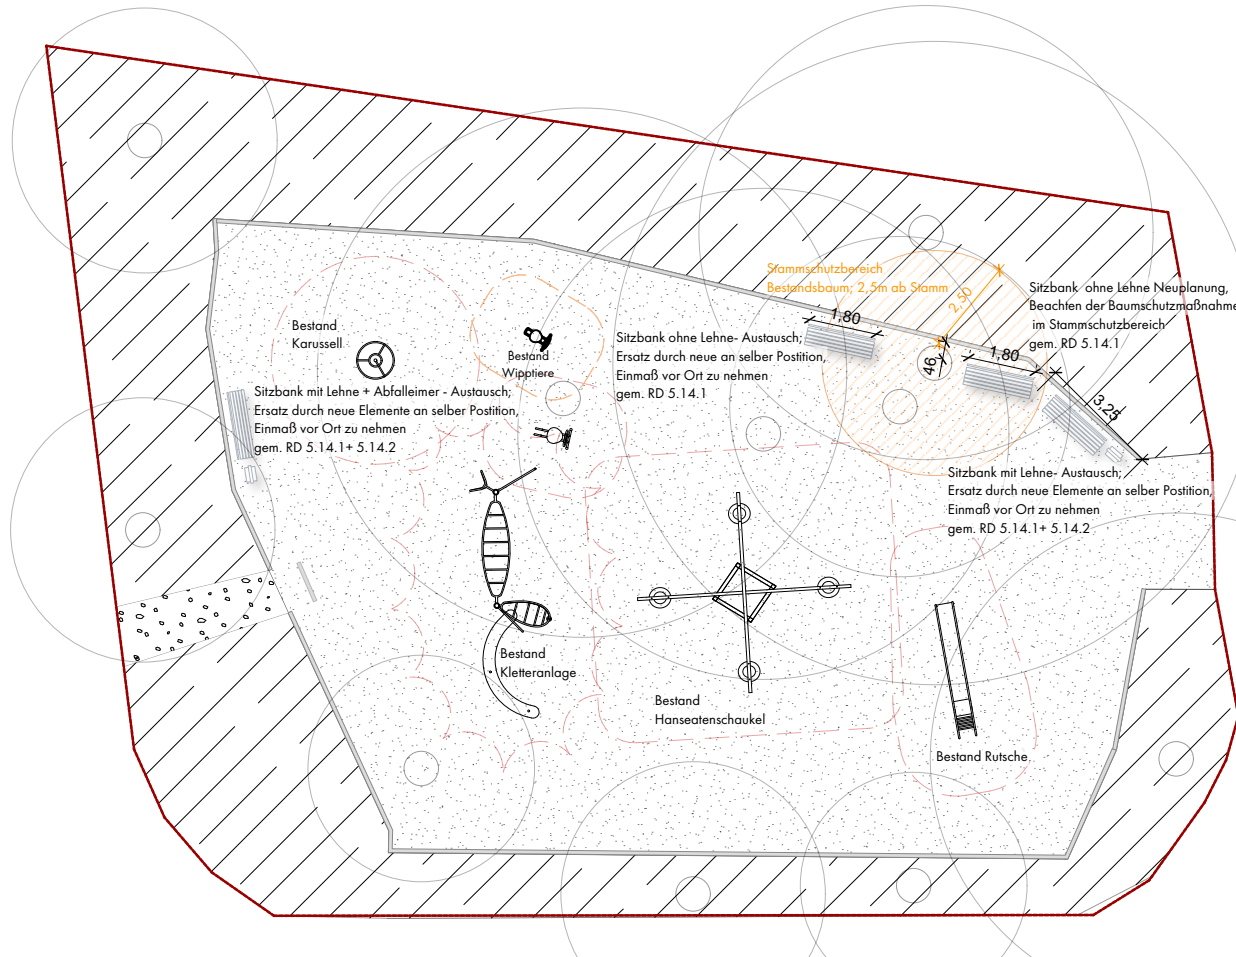 Stammschutzbereich
Bestandsbaum; 2,5m ab Stamm
2,50
Sitzbank ohne Lehne Neuplanung,
Beachten der Baumschutzmaßnahme
im Stammschutzbereich
gem. RD 5.14.1
1,80
Bestand
Karussell
Bestand
Wipptiere
Sitzbank ohne Lehne- Austausch;
Ersatz durch neue an selber Postition,
Einmaß vor Ort zu nehmen
gem. RD 5.14.1
46
1,80
3,25
Sitzbank mit Lehne + Abfalleimer - Austausch;
Ersatz durch neue Elemente an selber Postition,
Einmaß vor Ort zu nehmen
gem. RD 5.14.1+ 5.14.2
Sitzbank mit Lehne- Austausch;
Ersatz durch neue Elemente an selber Postition,
Einmaß vor Ort zu nehmen
gem. RD 5.14.1+ 5.14.2
Bestand
Kletteranlage
Bestand
Hanseatenschaukel
Bestand Rutsche